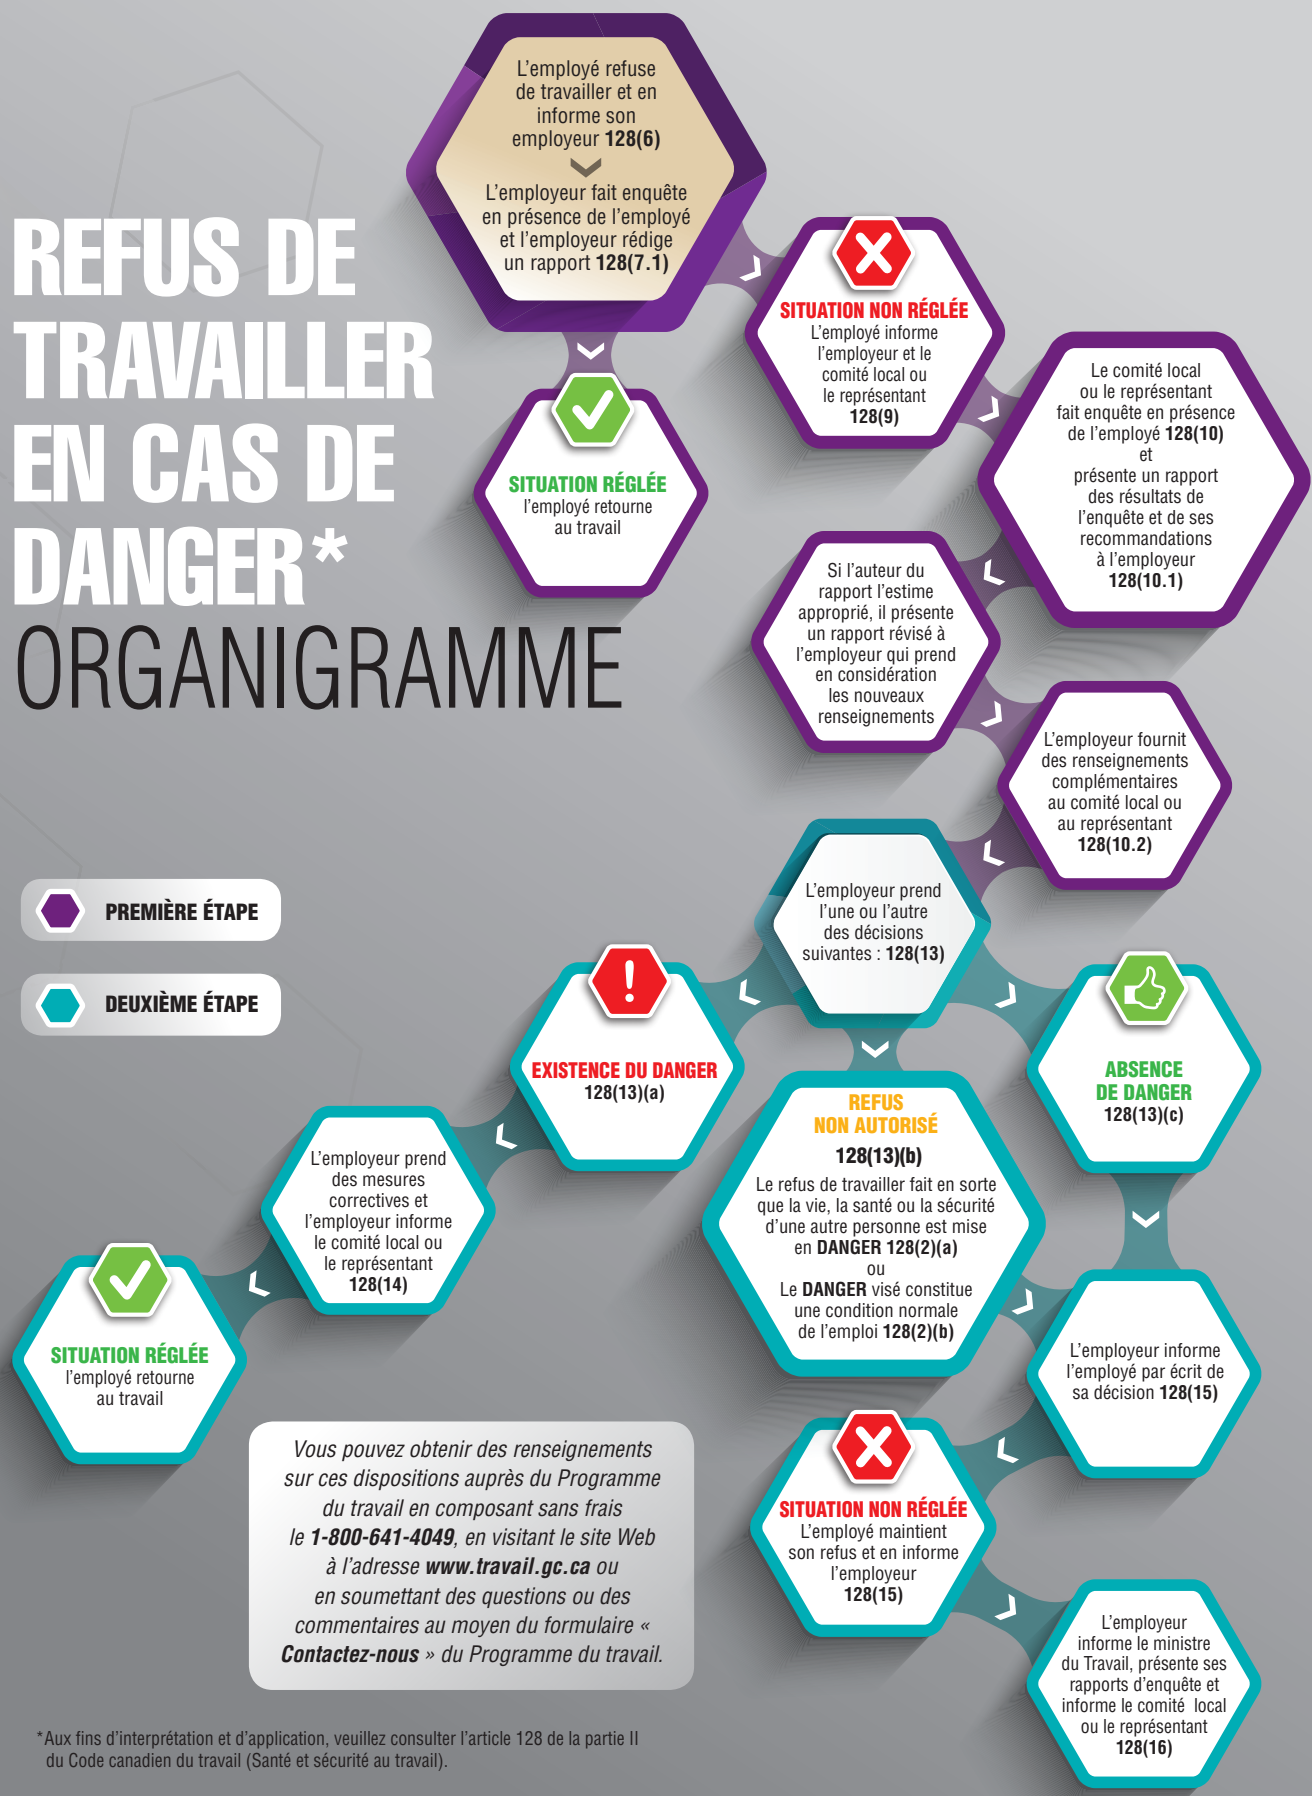 REFUS DE
TRAVAILLER
EN CAS DE
DANGER*
ORGANIGRAMME
L'employé refuse
de travailler et en
informe son
employeur 128(6)
L'employeur fait enquête
en présence de l'employé
et l'employeur rédige
un rapport 128(7.1)
SITUATION RÉGLÉE
l'employé retourne
au travail
SITUATION NON RÉGLÉE
L'employé informe
l'employeur et le
comité local ou
le représentant
128(9)
Le comité local
ou le représentant
fait enquête en présence
de l'employé 128(10)
et
présente un rapport
des résultats de
l'enquête et de ses
recommandations
à l'employeur
128(10.1)
Si l'auteur du
rapport l'estime
approprié, il présente
un rapport révisé à
l'employeur qui prend
en considération
les nouveaux
renseignements
L'employeur fournit
des renseignements
complémentaires
au comité local ou
au représentant
128(10.2)
PREMIÈRE ÉTAPE
DEUXIÈME ÉTAPE
L'employeur prend
l'une ou l'autre
des décisions
suivantes : 128(13)
EXISTENCE DU DANGER
128(13)(a)
L'employeur prend
des mesures
correctives et
l'employeur informe
le comité local ou
le représentant
128(14)
SITUATION RÉGLÉE
l'employé retourne
au travail
REFUS
NON AUTORISÉ
128(13)(b)
Le refus de travailler fait en sorte
que la vie, la santé ou la sécurité
d'une autre personne est mise
en DANGER 128(2)(a)
ou
Le DANGER visé constitue
une condition normale
de l'emploi 128(2)(b)
ABSENCE
DE DANGER
128(13)(c)
L'employeur informe
l'employé par écrit de
sa décision 128(15)
SITUATION NON RÉGLÉE
L'employé maintient
son refus et en informe
l'employeur
128(15)
L'employeur
informe le ministre
du Travail, présente ses
rapports d'enquête et
informe le comité local
ou le représentant
128(16)
Vous pouvez obtenir des renseignements
sur ces dispositions auprès du Programme
du travail en composant sans frais
le 1-800-641-4049, en visitant le site Web
à l'adresse www.travail.gc.ca ou
en soumettant des questions ou des
commentaires au moyen du formulaire «
Contactez-nous » du Programme du travail.
*Aux fins d'interprétation et d'application, veuillez consulter l'article 128 de la partie II
du Code canadien du travail (Santé et sécurité au travail).